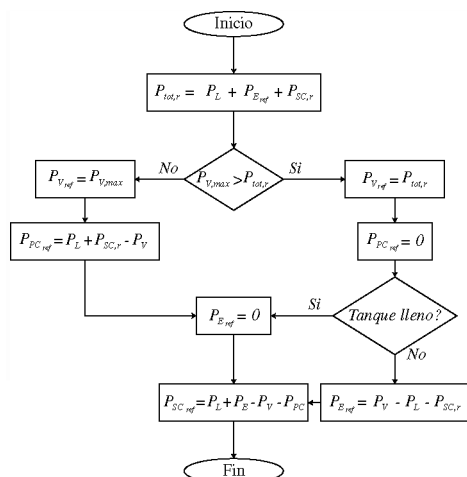 Inicio
P_tot,r = P_L + P_E_ref + P_SC,r
P_V,max > P_tot,r
No
Si
P_V_ref = P_V,max
P_V_ref = P_tot,r
P_PC_ref = P_L + P_SC,r - P_V
P_PC_ref = 0
Tanque lleno?
Si
No
P_E_ref = 0
P_SC_ref = P_L + P_E - P_V - P_PC
P_E_ref = P_V - P_L - P_SC,r
Fin